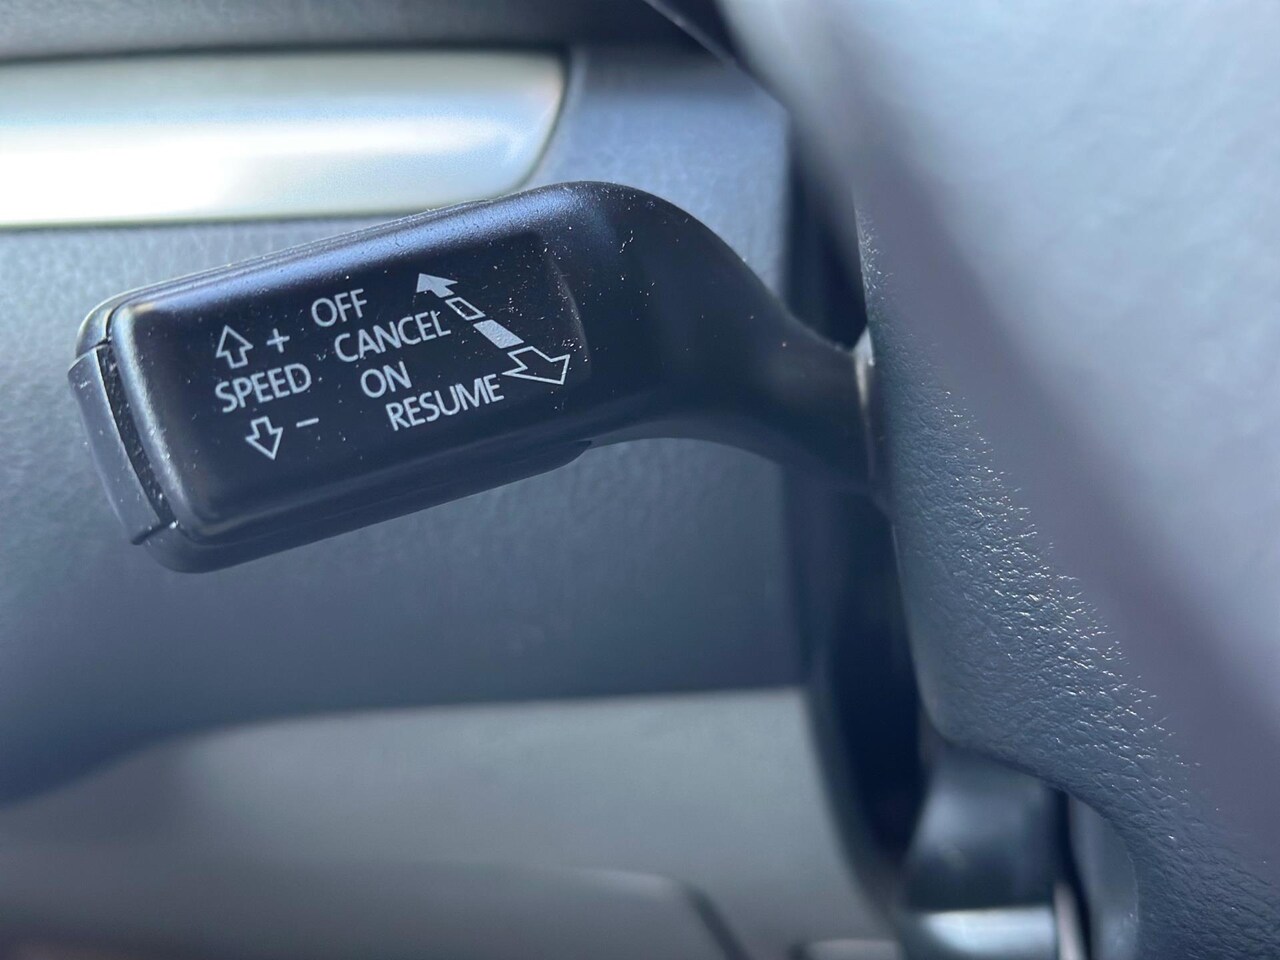 OFF
+ CANCEL
SPEED ON
− RESUME